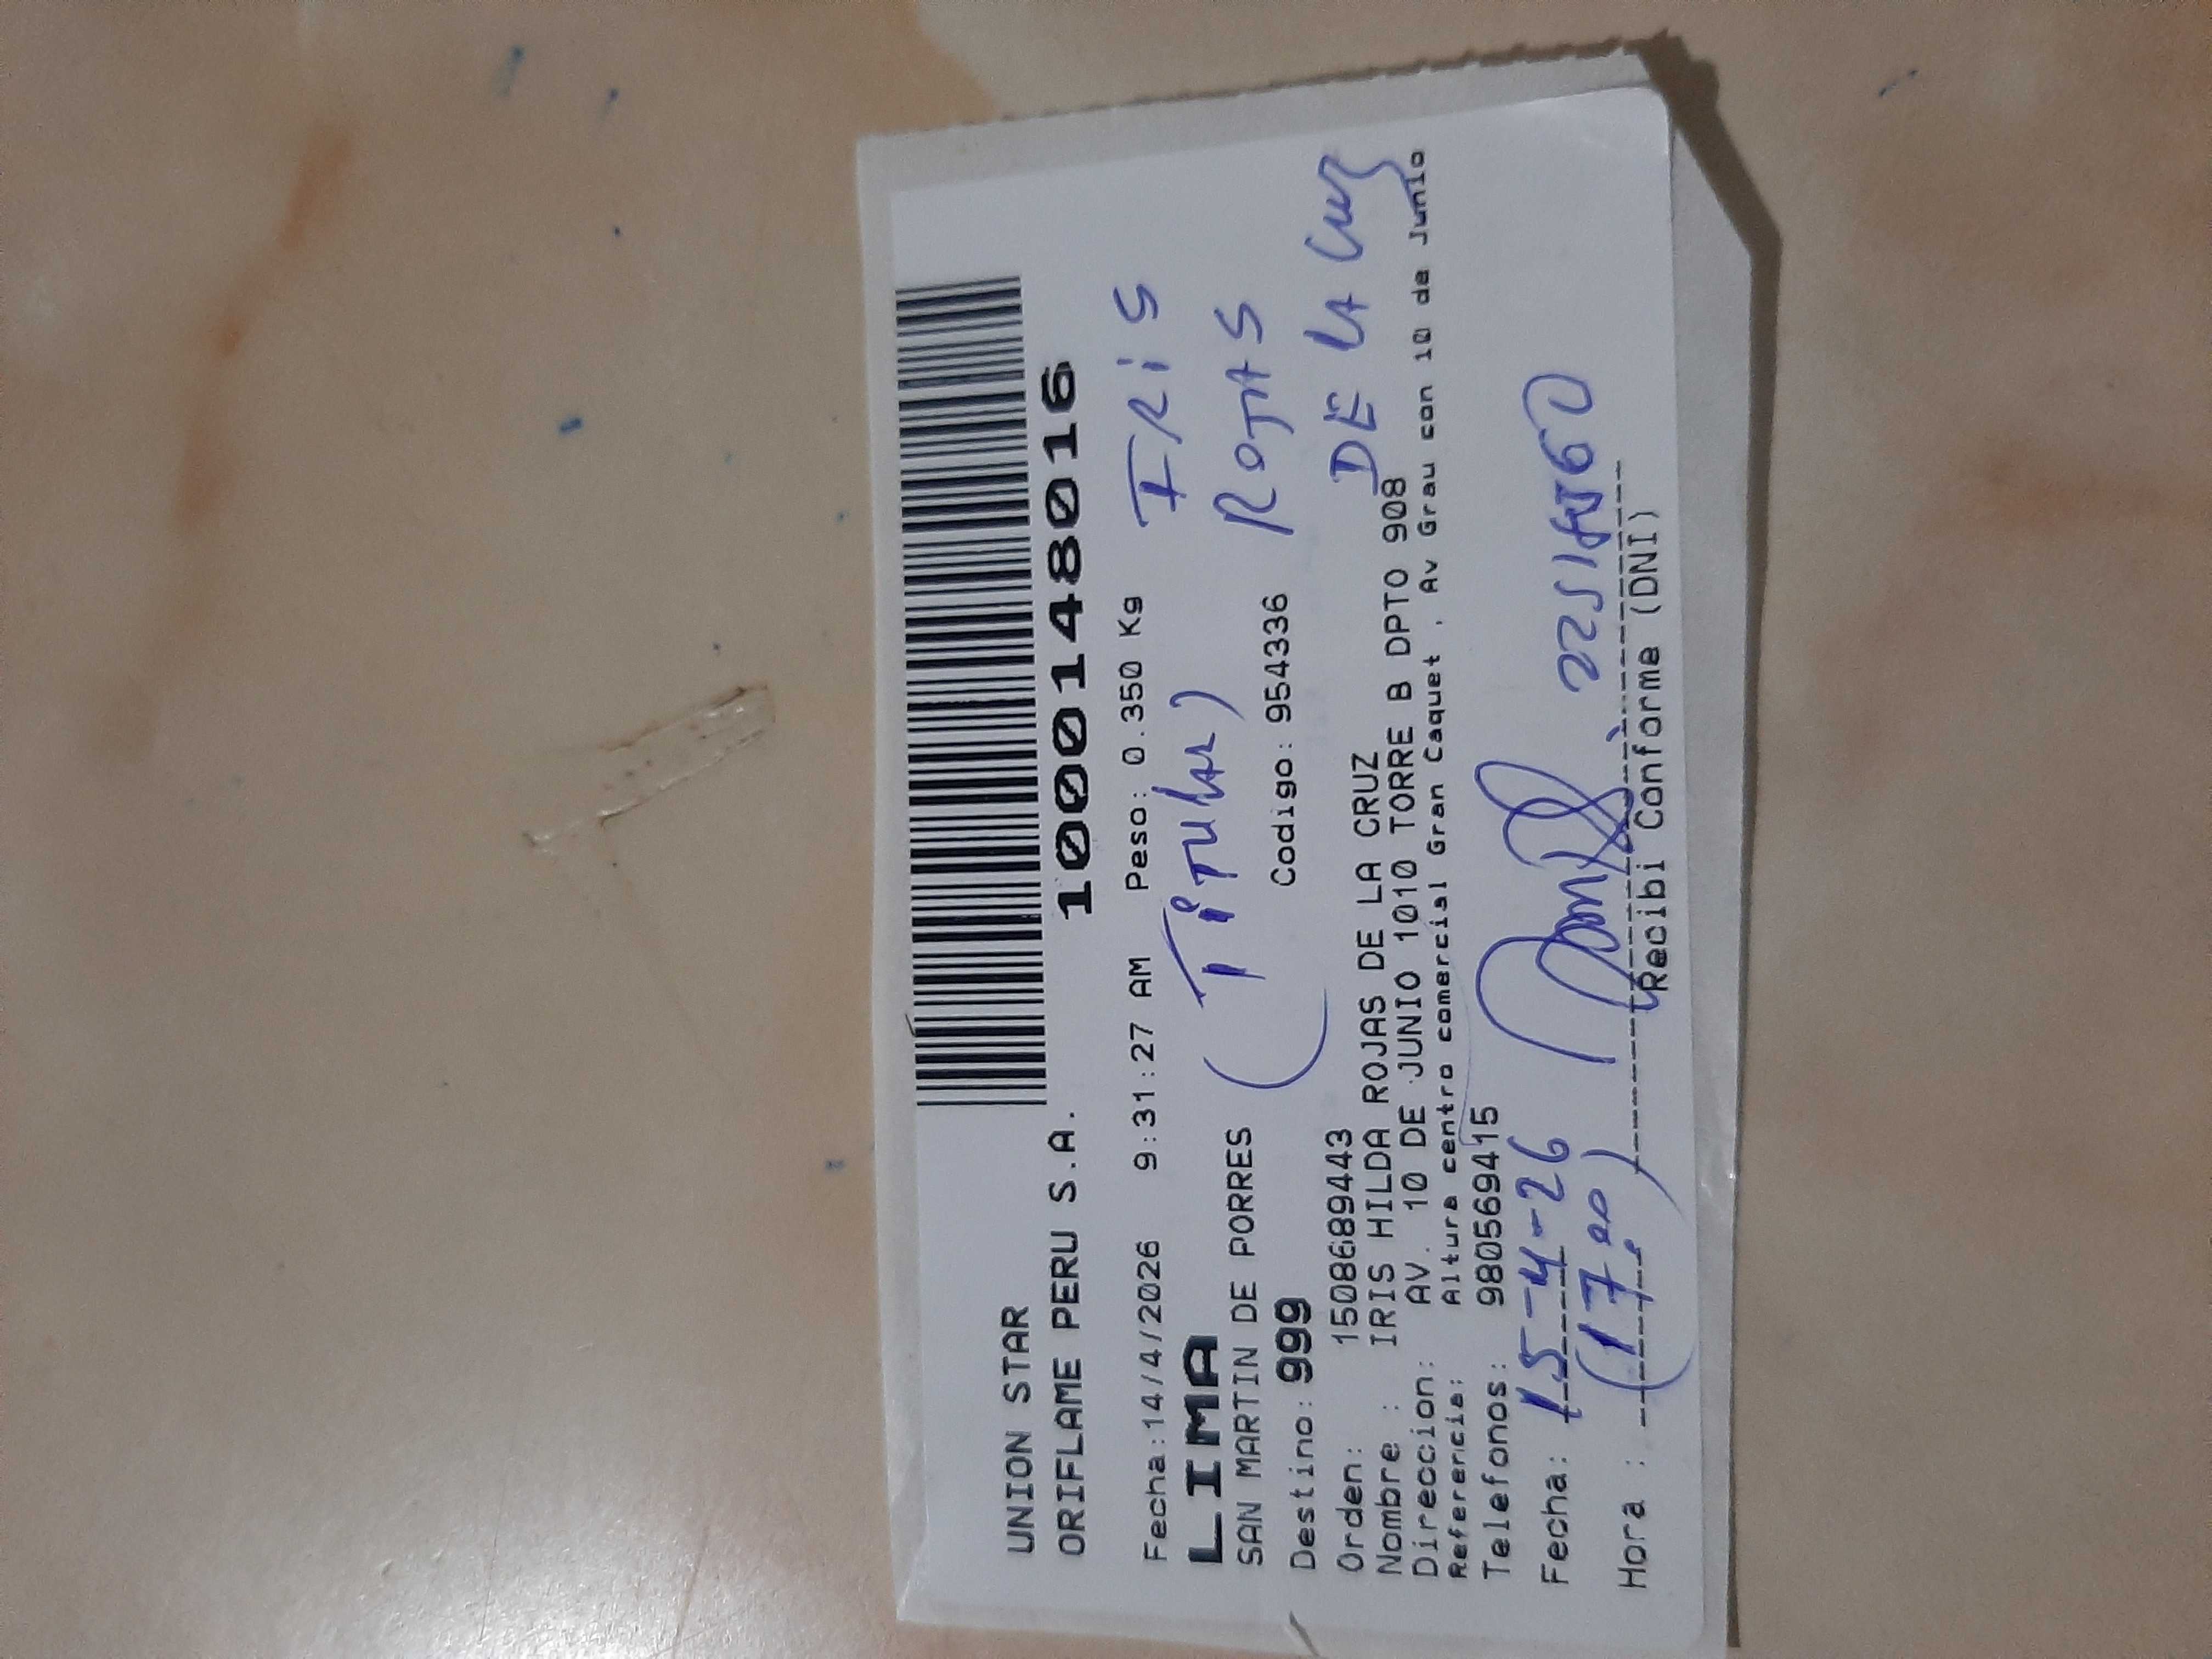 UNION STAR
ORIFLAME PERU S.A.
1000148016
Fecha:14/4/2026 9:31:27 AM Peso: 0.350 Kg
IRiS
LIMA
(TiTulAR)
SAN MARTIN DE PORRES
ROJAS
Destino: 999 Codigo: 954336
DE LA Cruz
Orden: 1508689443
Nombre : IRIS HILDA ROJAS DE LA CRUZ
Direccion: AV. 10 DE JUNIO 1010 TORRE B DPTO 908
Referencia: Altura centro comercial Gran Caquet , Av Grau con 10 de Junio
Telefonos: 980569415
Fecha: 15-4-26
Hora : (17:00)
Recibi Conforme (DNI)